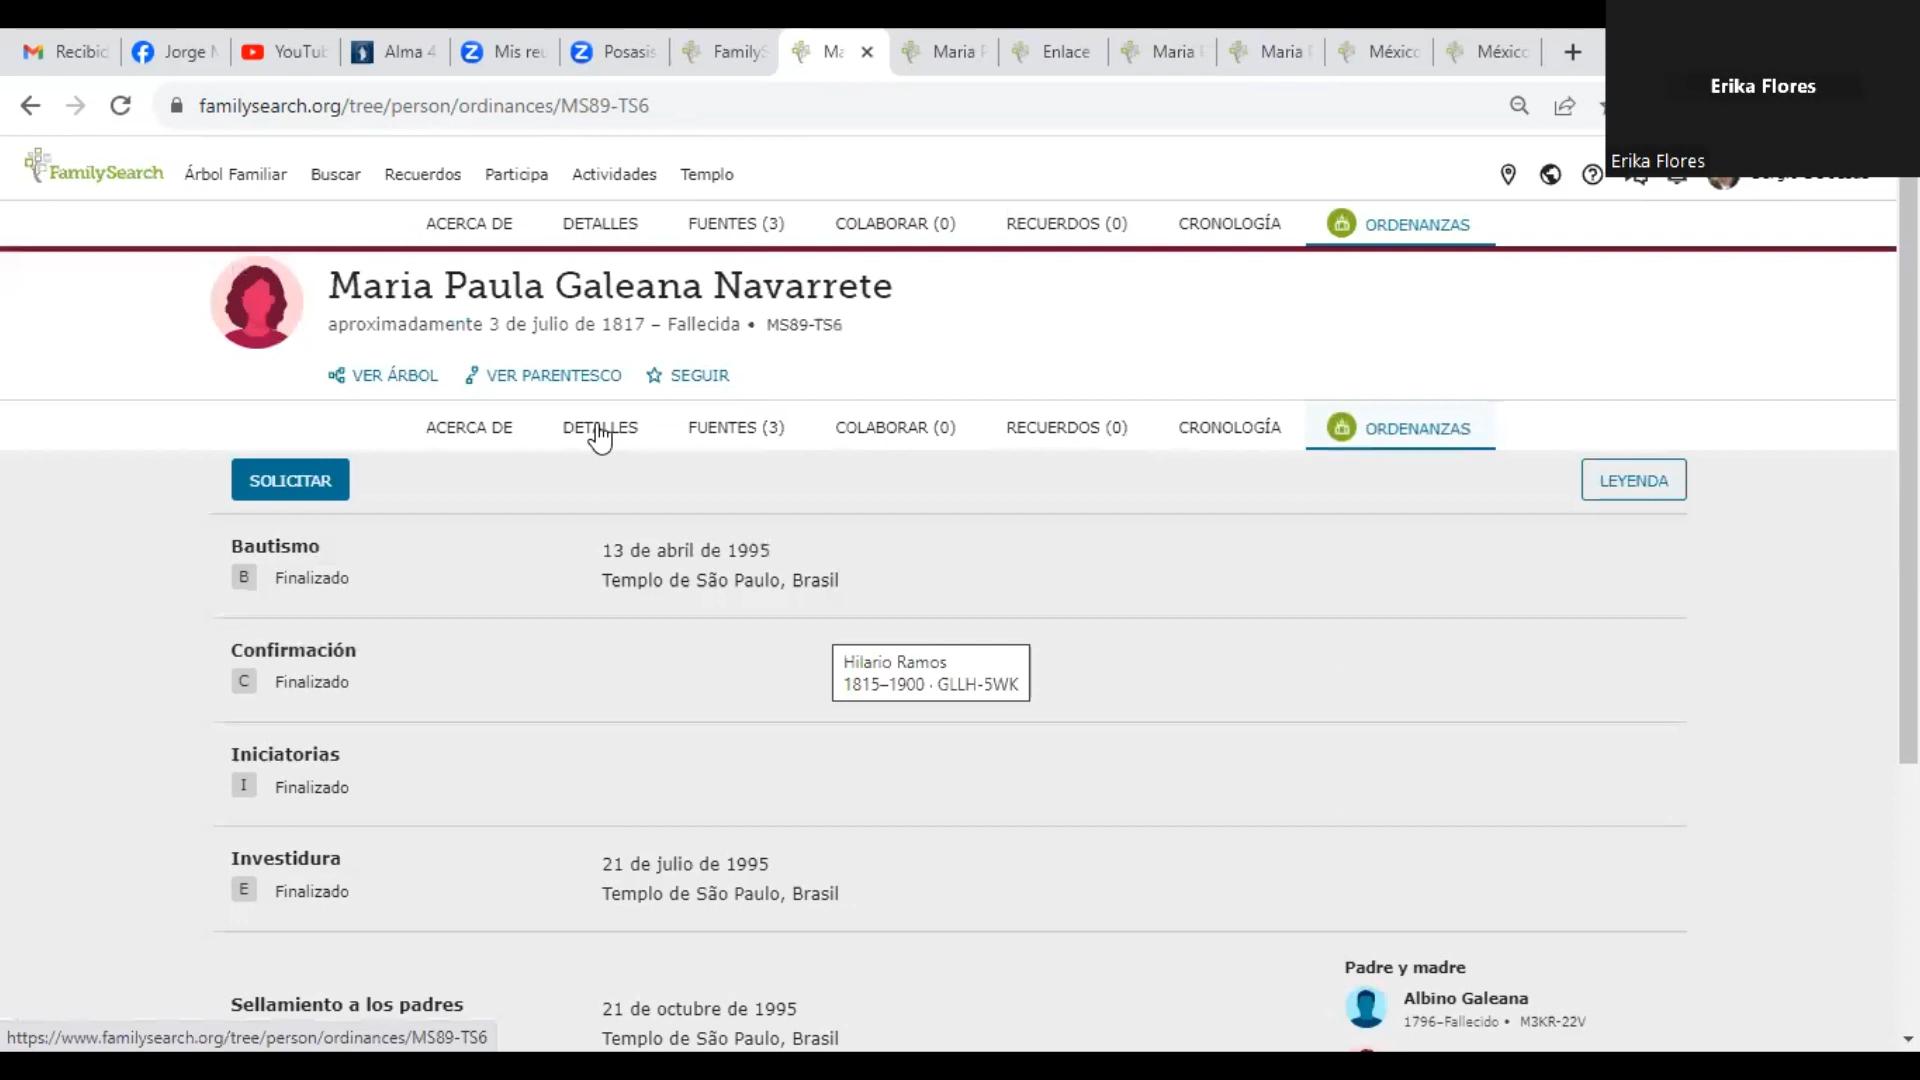 Recibid
Jorge
YouTub
Alma 4
Mis reu
Posasis
FamilyS
Ma
Maria
Enlace
Maria
Maria
México
México
Erika Flores
familysearch.org/tree/person/ordinances/MS89-TS6
Erika Flores
FamilySearch
Árbol Familiar
Buscar
Recuerdos
Participa
Actividades
Templo
ACERCA DE
DETALLES
FUENTES (3)
COLABORAR (0)
RECUERDOS (0)
CRONOLOGÍA
ORDENANZAS
Maria Paula Galeana Navarrete
aproximadamente 3 de julio de 1817 – Fallecida • MS89-TS6
VER ÁRBOL
VER PARENTESCO
SEGUIR
ACERCA DE
DETALLES
FUENTES (3)
COLABORAR (0)
RECUERDOS (0)
CRONOLOGÍA
ORDENANZAS
SOLICITAR
LEYENDA
Bautismo
B Finalizado
13 de abril de 1995
Templo de São Paulo, Brasil
Confirmación
C Finalizado
Hilario Ramos
1815–1900 · GLLH-5WK
Iniciatorias
I Finalizado
Investidura
E Finalizado
21 de julio de 1995
Templo de São Paulo, Brasil
Sellamiento a los padres
21 de octubre de 1995
Templo de São Paulo, Brasil
Padre y madre
Albino Galeana
1796–Fallecido • M3KR-22V
https://www.familysearch.org/tree/person/ordinances/MS89-TS6